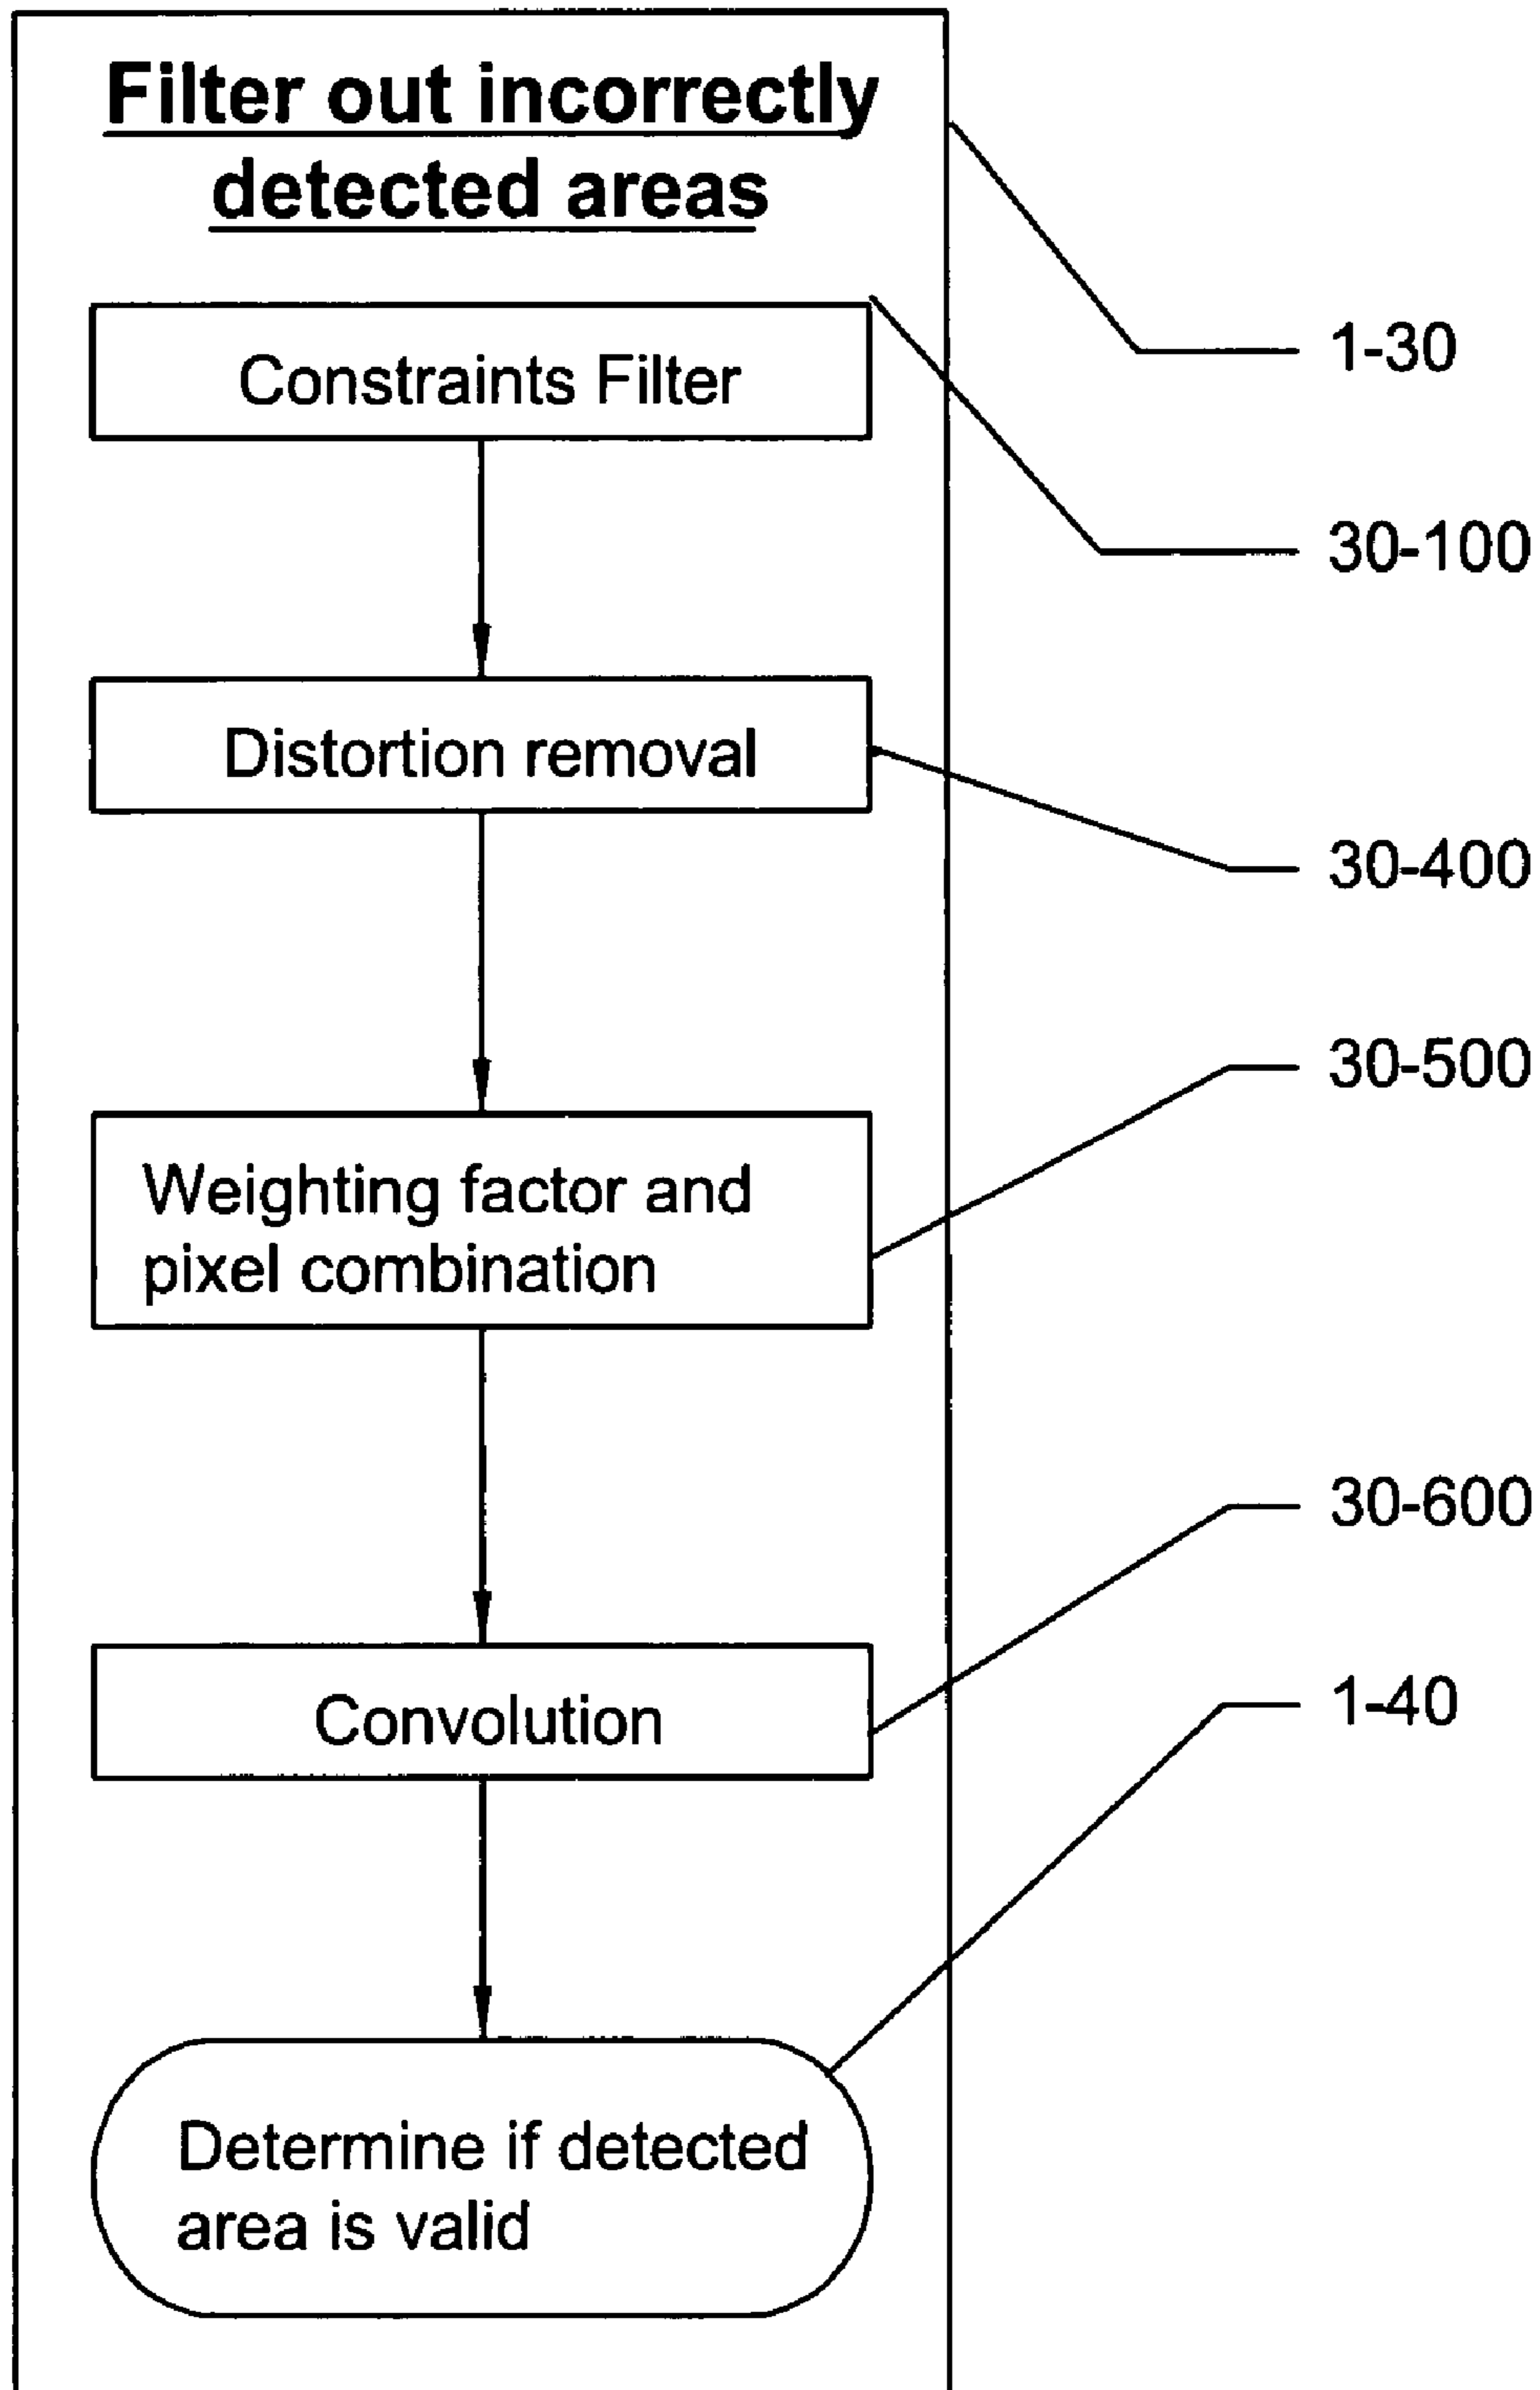 Filter out incorrectly
detected areas
Constraints Filter
1-30
30-100
Distortion removal
30-400
30-500
Weighting factor and
pixel combination
30-600
Convolution
1-40
Determine if detected
area is valid